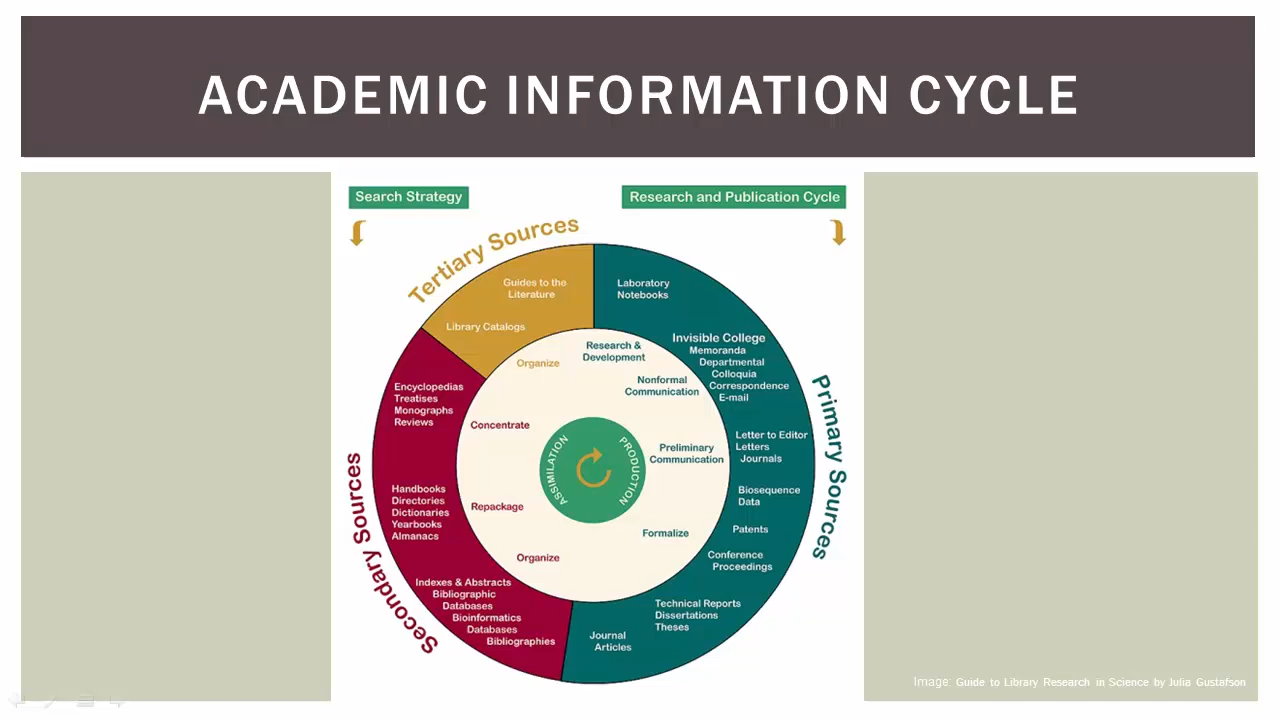 ACADEMIC INFORMATION CYCLE
Search Strategy
Research and Publication Cycle
Tertiary Sources
Guides to the
Literature
Library Catalogs
Organize
Laboratory
Notebooks
Invisible College
Memoranda
Departmental
Colloquia
Correspondence
E-mail
Letter to Editor
Letters
Journals
Biosequence
Data
Patents
Conference
Proceedings
Technical Reports
Dissertations
Theses
Journal
Articles
Primary Sources
Research &
Development
Nonformal
Communication
Preliminary
Communication
Formalize
ASSIMILATION
PRODUCTION
Concentrate
Repackage
Organize
Encyclopedias
Treatises
Monographs
Reviews
Handbooks
Directories
Dictionaries
Yearbooks
Almanacs
Indexes & Abstracts
Bibliographic
Databases
Bioinformatics
Databases
Bibliographies
Secondary Sources
Image: Guide to Library Research in Science by Julia Gustafson